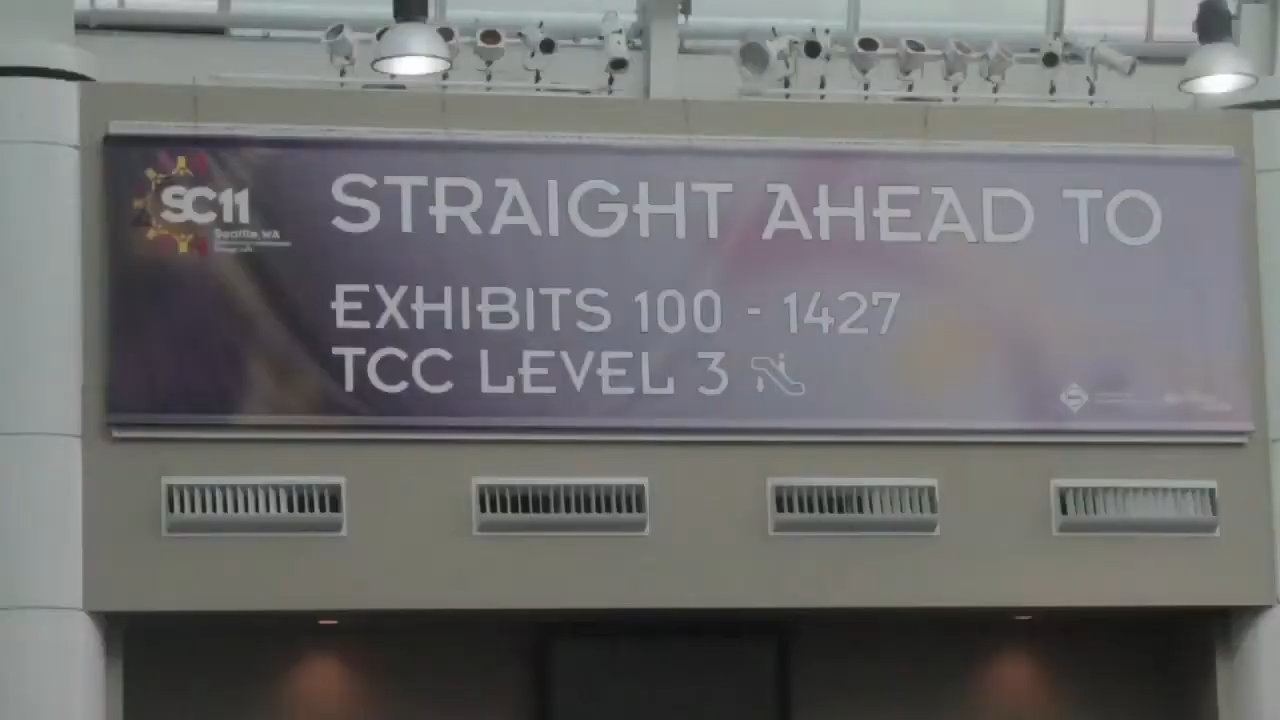 SC11
Seattle, WA
STRAIGHT AHEAD TO
EXHIBITS 100 - 1427
TCC LEVEL 3